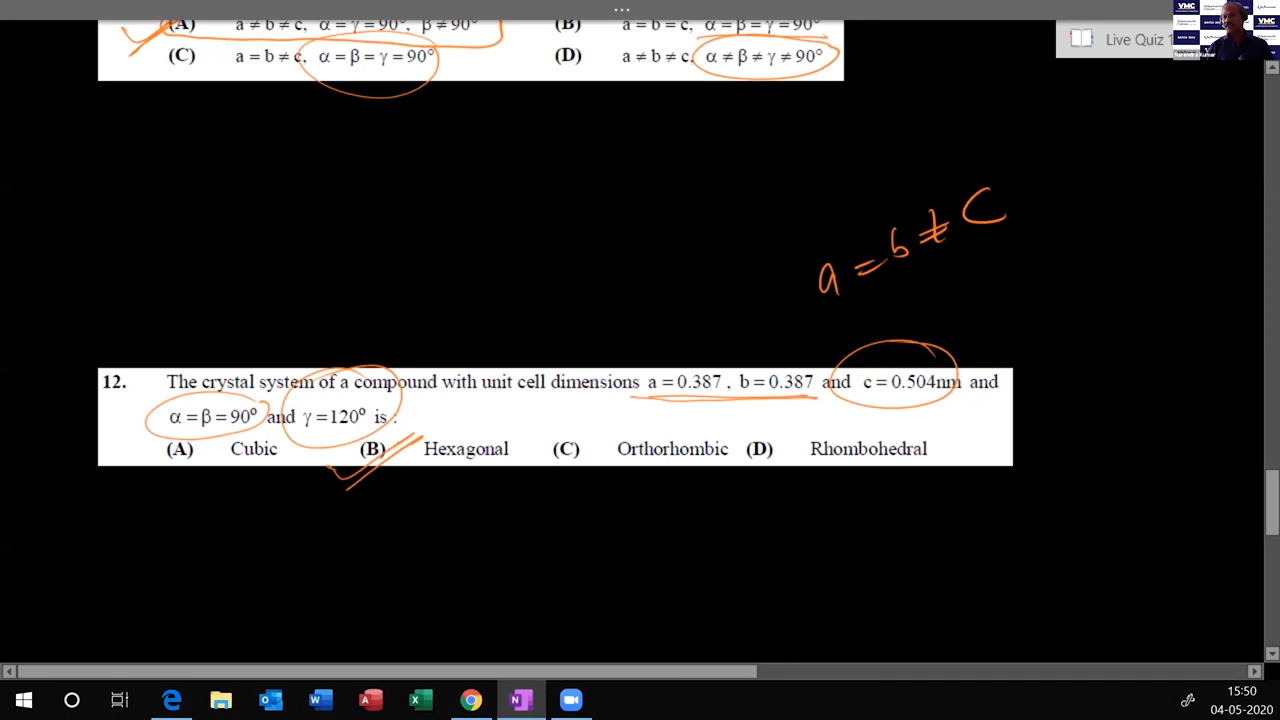 ...
(A) a ≠ b ≠ c, α = γ = 90°, β ≠ 90° (B) a = b = c, α = β = γ = 90°
Live Quiz 1
(C) a = b ≠ c, α = β = γ = 90° (D) a ≠ b ≠ c, α ≠ β ≠ γ ≠ 90°
VMC
a = b ≠ C
12. The crystal system of a compound with unit cell dimensions a = 0.387 , b = 0.387 and c = 0.504nm and
α = β = 90° and γ = 120° is :
(A) Cubic (B) Hexagonal (C) Orthorhombic (D) Rhombohedral
15:50
04-05-2020